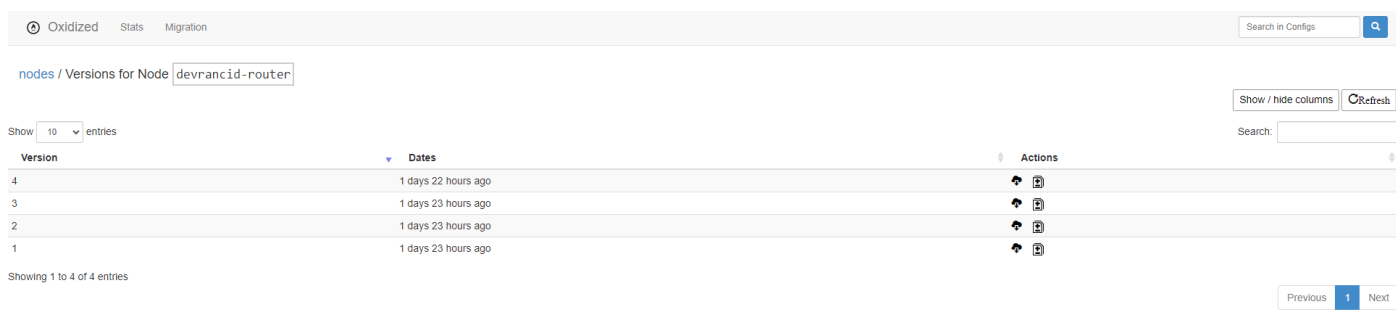 Oxidized Stats Migration Search in Configs
nodes / Versions for Node devrancid-router
Show / hide columns Refresh
Show 10 entries Search:
Version Dates Actions
4 1 days 22 hours ago
3 1 days 23 hours ago
2 1 days 23 hours ago
1 1 days 23 hours ago
Showing 1 to 4 of 4 entries
Previous 1 Next